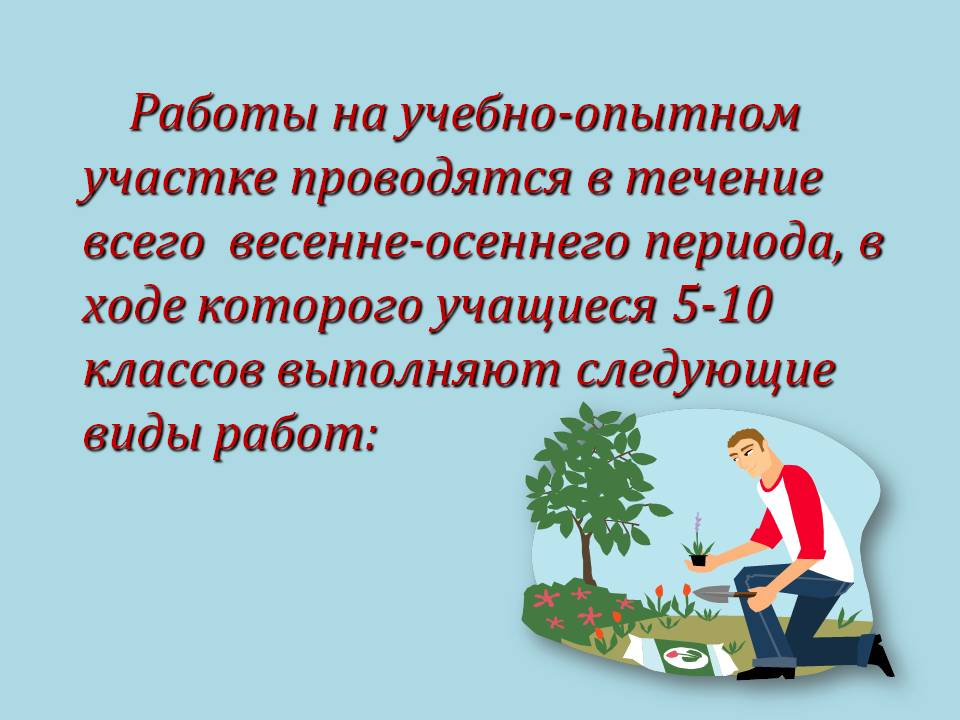 Работы на учебно-опытном
участке проводятся в течение
всего весенне-осеннего периода, в
ходе которого учащиеся 5-10
классов выполняют следующие
виды работ: